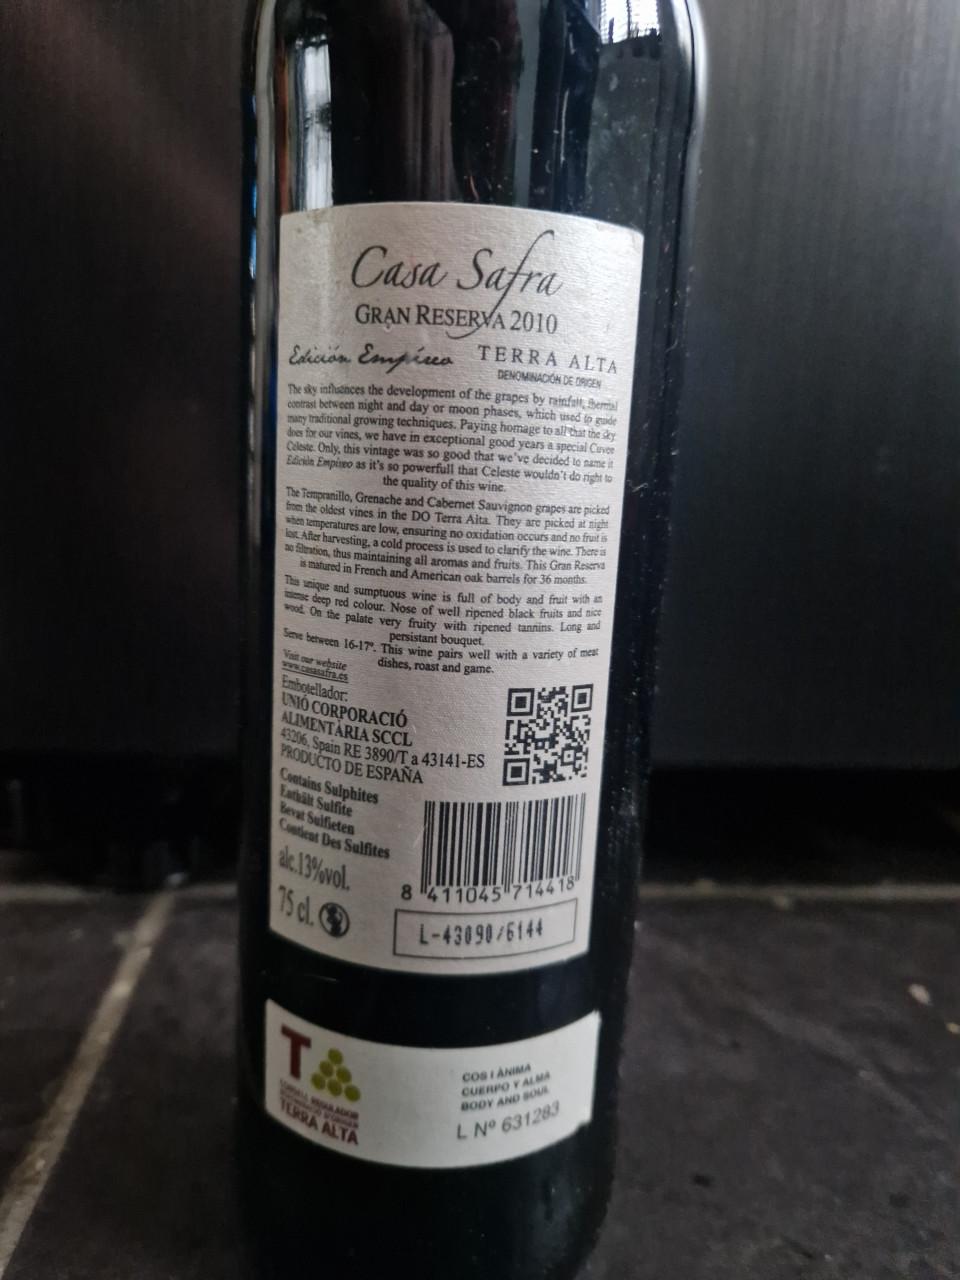 Casa Safra
GRAN RESERVA 2010
Edición Empíreo TERRA ALTA
DENOMINACIÓN DE ORIGEN
The sky influences the development of the grapes by rainfall, thermal
contrast between night and day or moon phases, which used to guide
many traditional growing techniques. Paying homage to all that the sky
does for our vines, we have in exceptional good years a special Cuvee
Celeste. Only, this vintage was so good that we've decided to name it
Edición Empíreo as it's so powerfull that Celeste wouldn't do right to
the quality of this wine.
The Tempranillo, Grenache and Cabernet Sauvignon grapes are picked
from the oldest vines in the DO Terra Alta. They are picked at night
when temperatures are low, ensuring no oxidation occurs and no fruit is
lost. After harvesting, a cold process is used to clarify the wine. There is
no filtration, thus maintaining all aromas and fruits. This Gran Reserva
is matured in French and American oak barrels for 36 months.
This unique and sumptuous wine is full of body and fruit with an
intense deep red colour. Nose of well ripened black fruits and nice
wood. On the palate very fruity with ripened tannins. Long and
persistant bouquet.
Serve between 16-17°. This wine pairs well with a variety of meat
dishes, roast and game.
Visit our website
www.casasafra.es
Embotellador:
UNIÓ CORPORACIÓ
ALIMENTÀRIA SCCL
43206, Spain RE 3890/T a 43141-ES
PRODUCTO DE ESPAÑA
Contains Sulphites
Enthält Sulfite
Bevat Sulfieten
Contient Des Sulfites
alc.13%vol.
75 cl.
8 411045 714418
L-43090/6144
T
CONSELL REGULADOR
DENOMINACIÓ D'ORIGEN
TERRA ALTA
COS I ÀNIMA
CUERPO Y ALMA
BODY AND SOUL
L Nº 631283